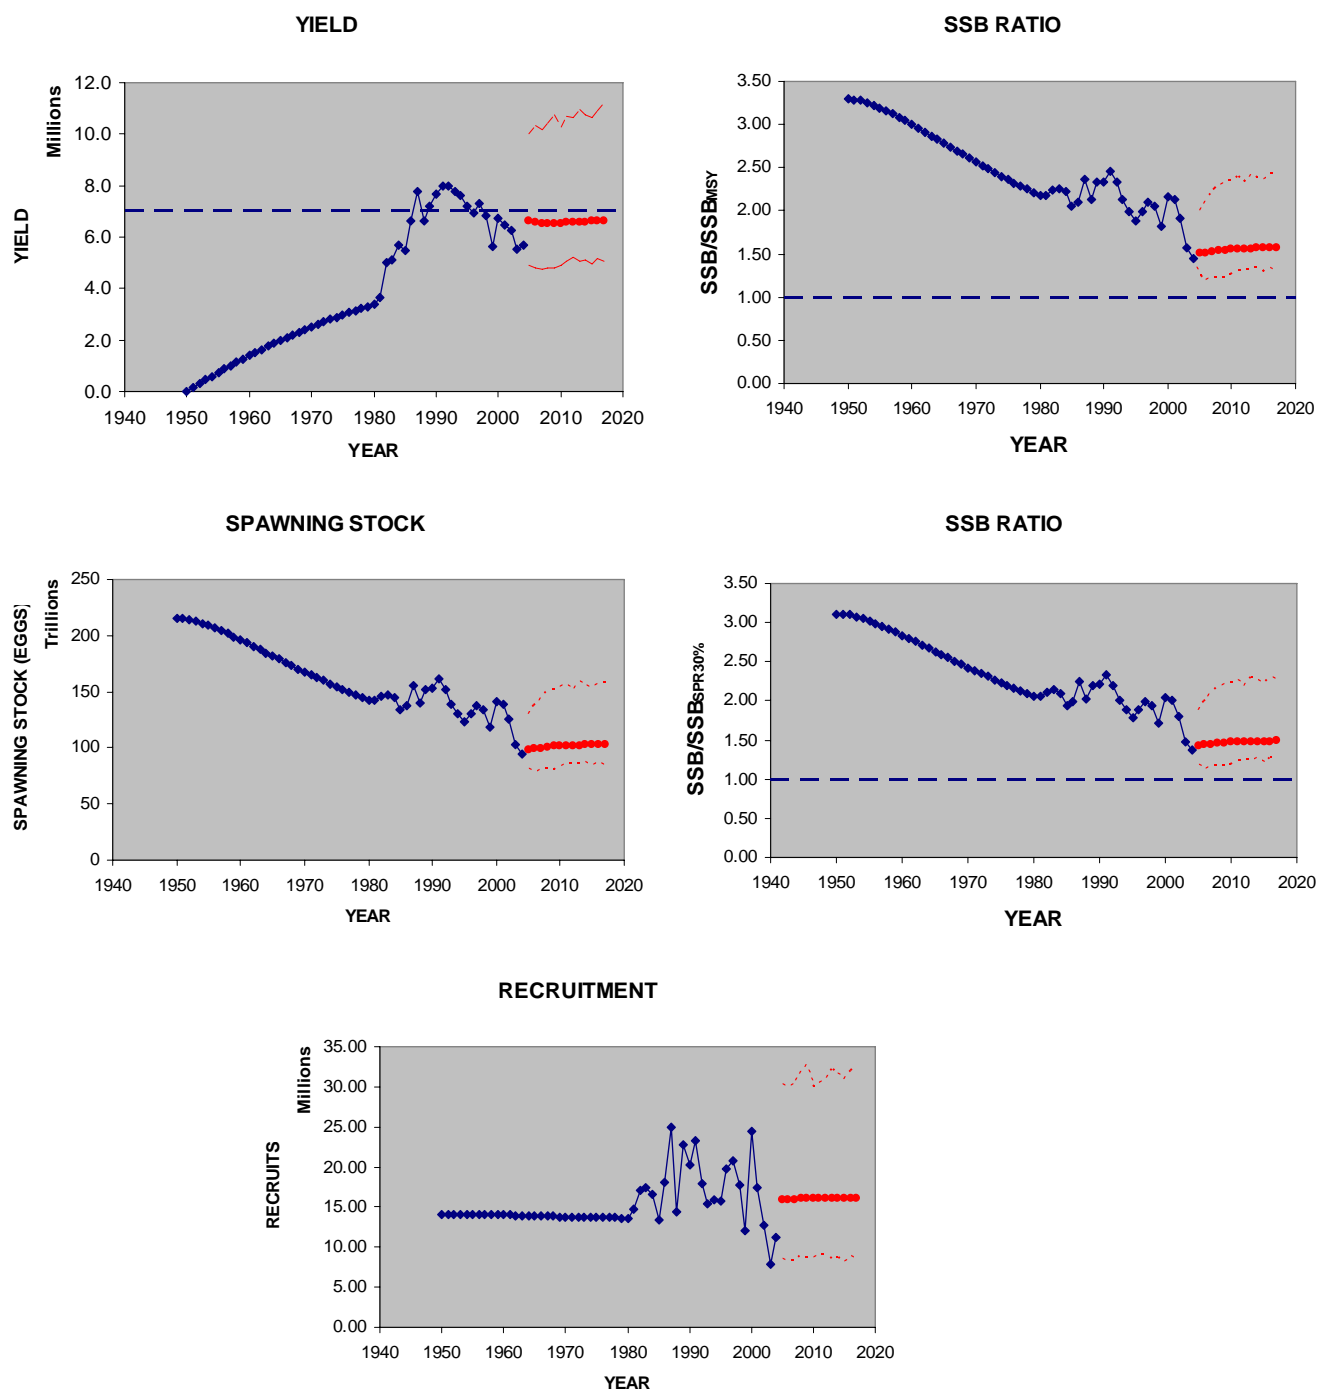 YIELD
Millions
YIELD
12.0
10.0
8.0
6.0
4.0
2.0
0.0
1940 1950 1960 1970 1980 1990 2000 2010 2020
YEAR
SSB RATIO
SSB/SSBMSY
3.50
3.00
2.50
2.00
1.50
1.00
0.50
0.00
1940 1950 1960 1970 1980 1990 2000 2010 2020
YEAR
SPAWNING STOCK
SPAWNING STOCK (EGGS)
Trillions
250
200
150
100
50
0
1940 1950 1960 1970 1980 1990 2000 2010 2020
YEAR
SSB RATIO
SSB/SSBSPR30%
3.50
3.00
2.50
2.00
1.50
1.00
0.50
0.00
1940 1950 1960 1970 1980 1990 2000 2010 2020
YEAR
RECRUITMENT
Millions
RECRUITS
35.00
30.00
25.00
20.00
15.00
10.00
5.00
0.00
1940 1950 1960 1970 1980 1990 2000 2010 2020
YEAR